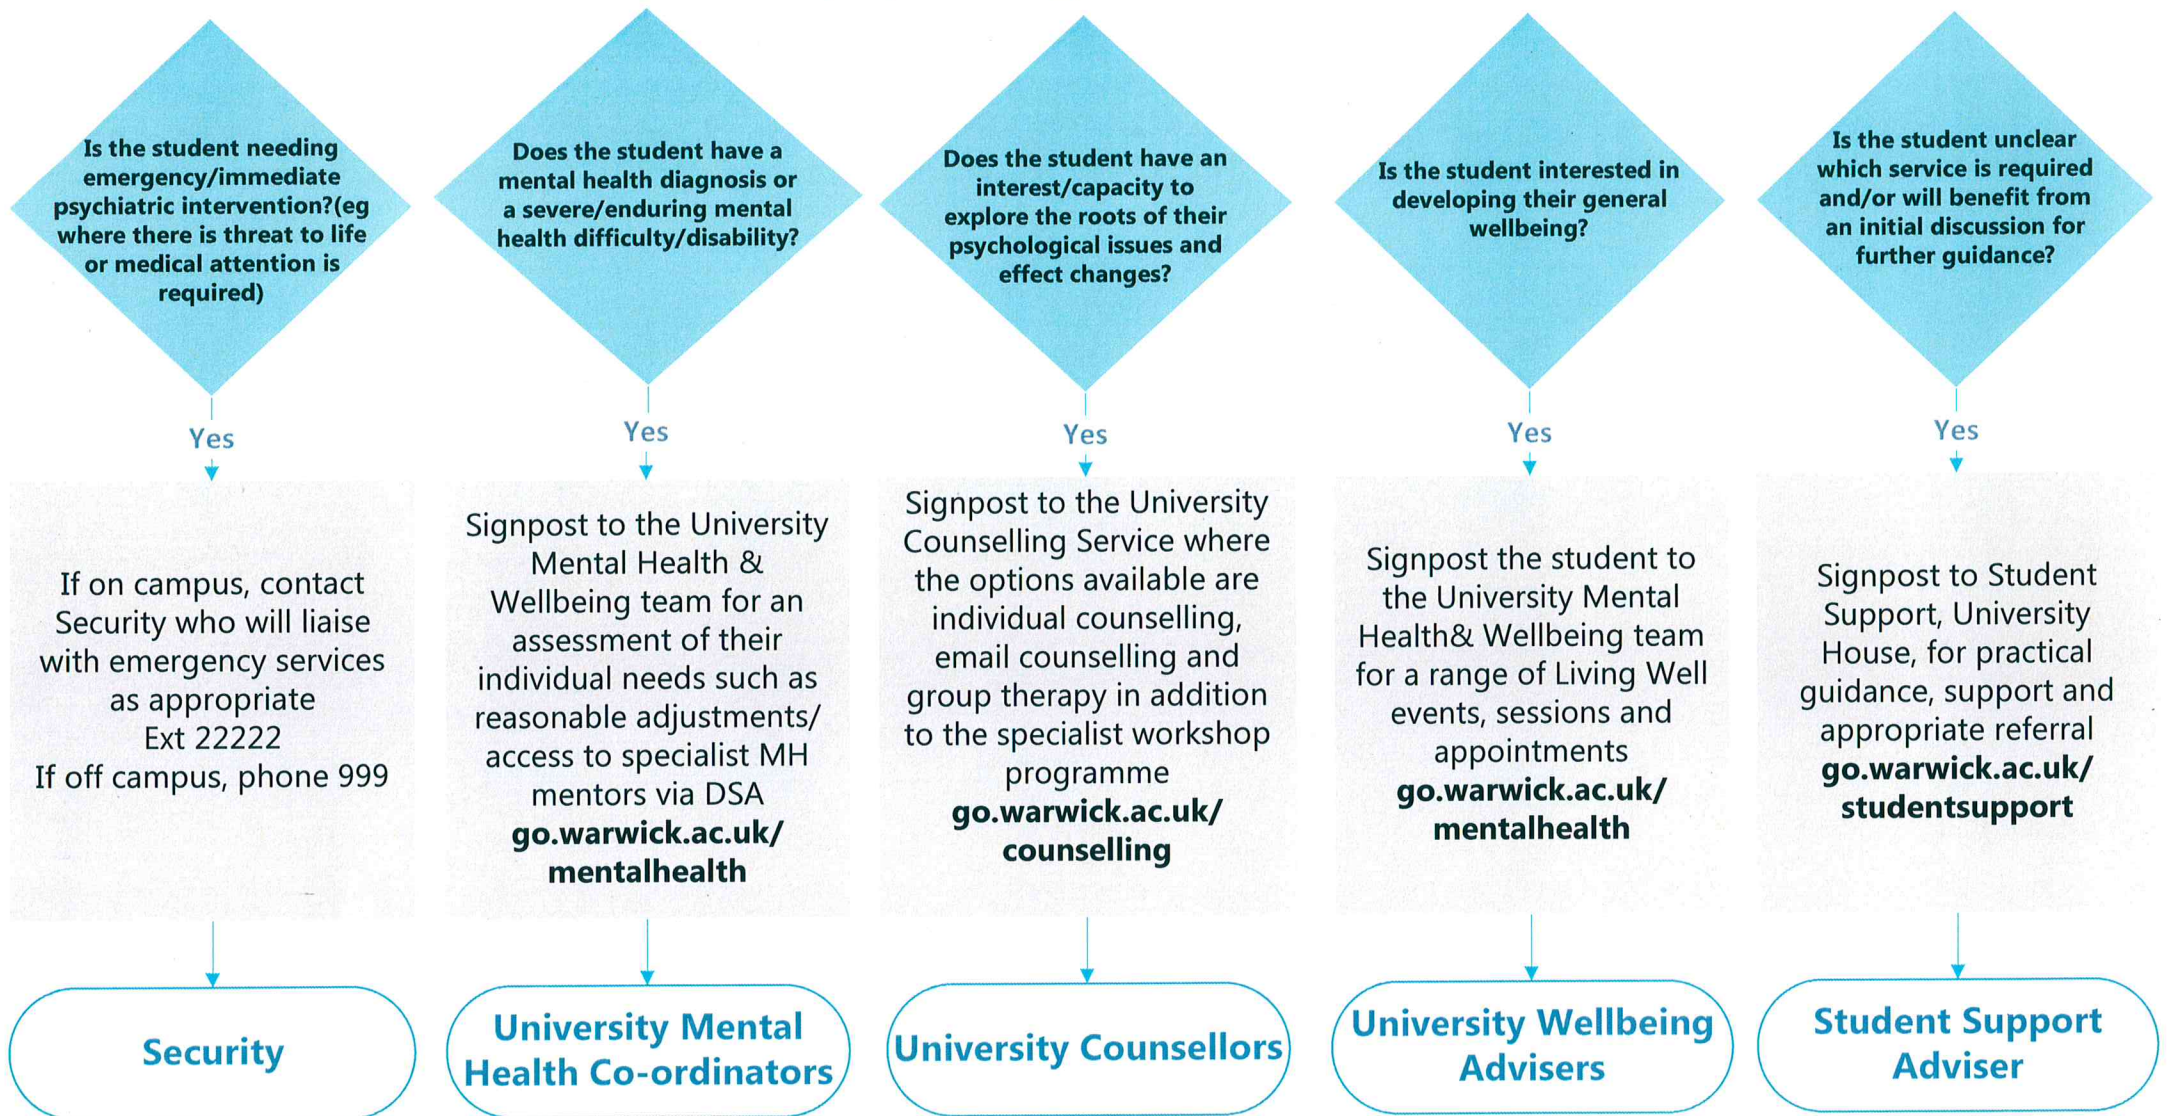 Is the student needing
emergency/immediate
psychiatric intervention?(eg
where there is threat to life
or medical attention is
required)
Yes
If on campus, contact
Security who will liaise
with emergency services
as appropriate
Ext 22222
If off campus, phone 999
Security
Does the student have a
mental health diagnosis or
a severe/enduring mental
health difficulty/disability?
Yes
Signpost to the University
Mental Health &
Wellbeing team for an
assessment of their
individual needs such as
reasonable adjustments/
access to specialist MH
mentors via DSA
go.warwick.ac.uk/
mentalhealth
University Mental
Health Co-ordinators
Does the student have an
interest/capacity to
explore the roots of their
psychological issues and
effect changes?
Yes
Signpost to the University
Counselling Service where
the options available are
individual counselling,
email counselling and
group therapy in addition
to the specialist workshop
programme
go.warwick.ac.uk/
counselling
University Counsellors
Is the student interested in
developing their general
wellbeing?
Yes
Signpost the student to
the University Mental
Health& Wellbeing team
for a range of Living Well
events, sessions and
appointments
go.warwick.ac.uk/
mentalhealth
University Wellbeing
Advisers
Is the student unclear
which service is required
and/or will benefit from
an initial discussion for
further guidance?
Yes
Signpost to Student
Support, University
House, for practical
guidance, support and
appropriate referral
go.warwick.ac.uk/
studentsupport
Student Support
Adviser